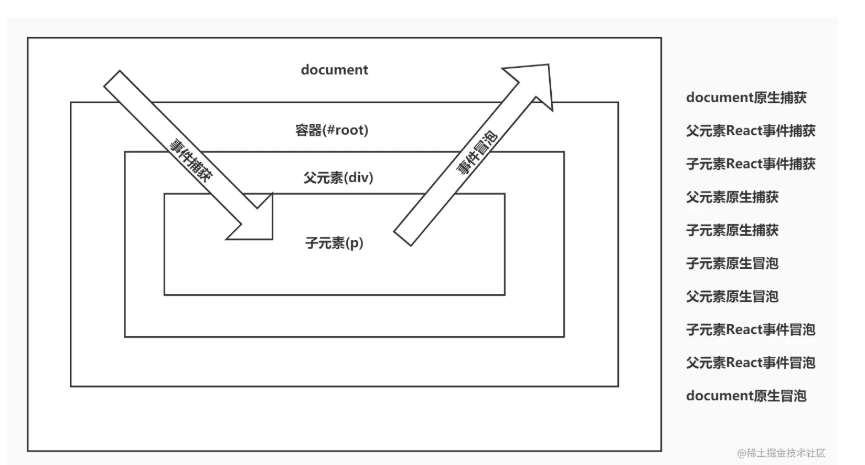 document
容器(#root)
父元素(div)
子元素(p)
事件捕获
事件冒泡
document原生捕获
父元素React事件捕获
子元素React事件捕获
父元素原生捕获
子元素原生捕获
子元素原生冒泡
父元素原生冒泡
子元素React事件冒泡
父元素React事件冒泡
document原生冒泡
@稀土掘金技术社区